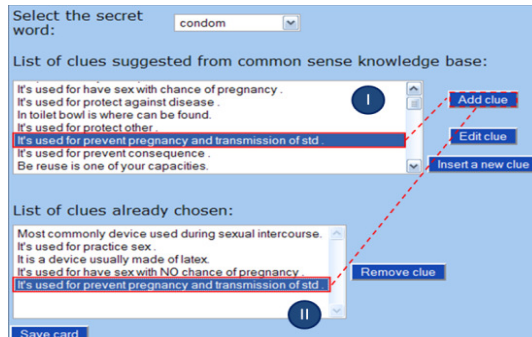 Select the secret
word:
condom
List of clues suggested from common sense knowledge base:
It's used for have sex with chance of pregnancy .
It's used for protect against disease .
In toilet bowl is where can be found.
It's used for protect other .
It's used for prevent pregnancy and transmission of std .
It's used for prevent consequence .
Be reuse is one of your capacities.
I
Add clue
Edit clue
Insert a new clue
List of clues already chosen:
Most commonly device used during sexual intercourse.
It's used for practice sex .
It is a device usually made of latex.
It's used for have sex with NO chance of pregnancy .
It's used for prevent pregnancy and transmission of std .
II
Remove clue
Save card